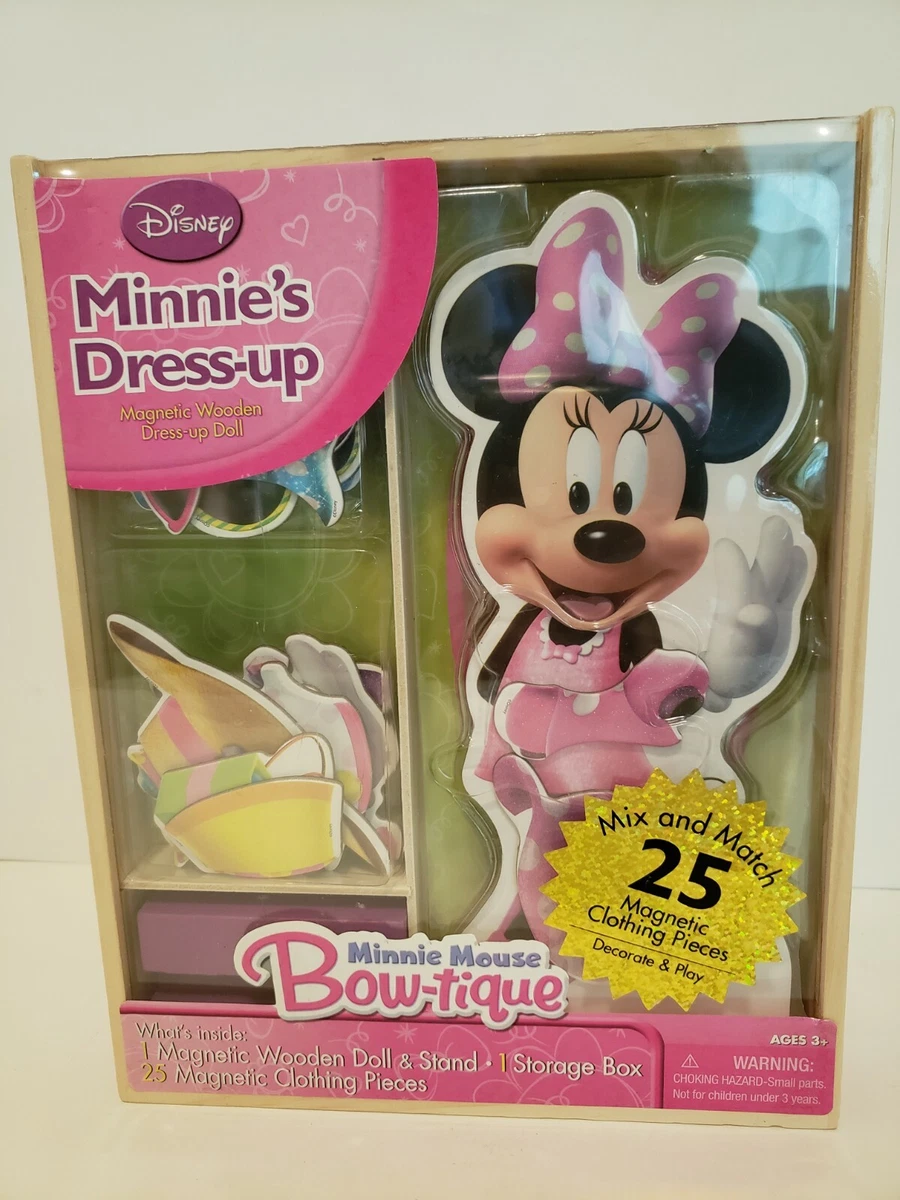 Disney
Minnie's
Dress-up
Magnetic Wooden
Dress-up Doll
Mix and Match
25
Magnetic
Clothing Pieces
Decorate & Play
Minnie Mouse
Bow-tique
What's inside:
1 Magnetic Wooden Doll & Stand • 1 Storage Box
25 Magnetic Clothing Pieces
AGES 3+
⚠ WARNING:
CHOKING HAZARD-Small parts.
Not for children under 3 years.